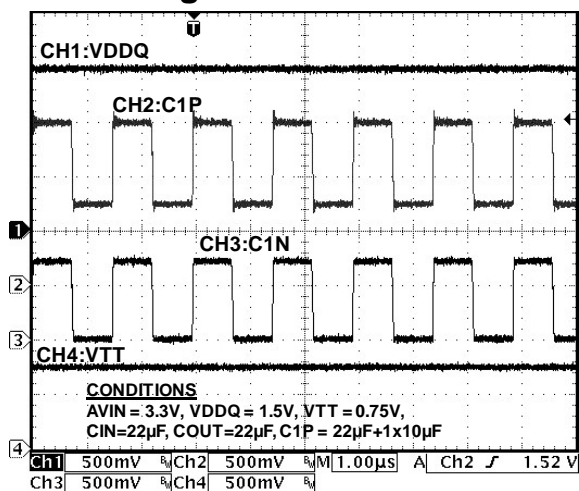 T
CH1:VDDQ
CH2:C1P
1
CH3:C1N
2
3
CH4:VTT
CONDITIONS
AVIN = 3.3V, VDDQ = 1.5V, VTT = 0.75V,
CIN=22µF, COUT=22µF, C1P = 22µF+1x10µF
4
Ch1 500mV Ch2 500mV M 1.00µs A Ch2 1.52 V
Ch3 500mV Ch4 500mV